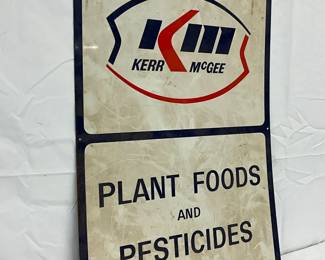 KM
KERR
McGEE
PLANT FOODS
AND
PESTICIDES